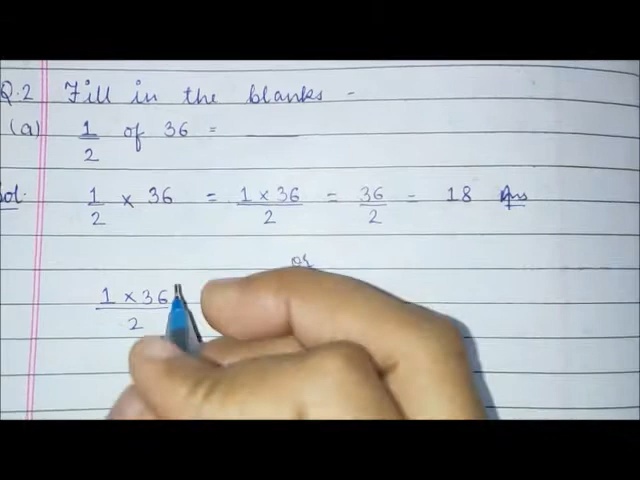 Q.2 Fill in the blanks -
(a) 1/2 of 36 = ____
Sol. 1/2 × 36 = 1 × 36/2 = 36/2 = 18 Ans
or
1 × 36/2